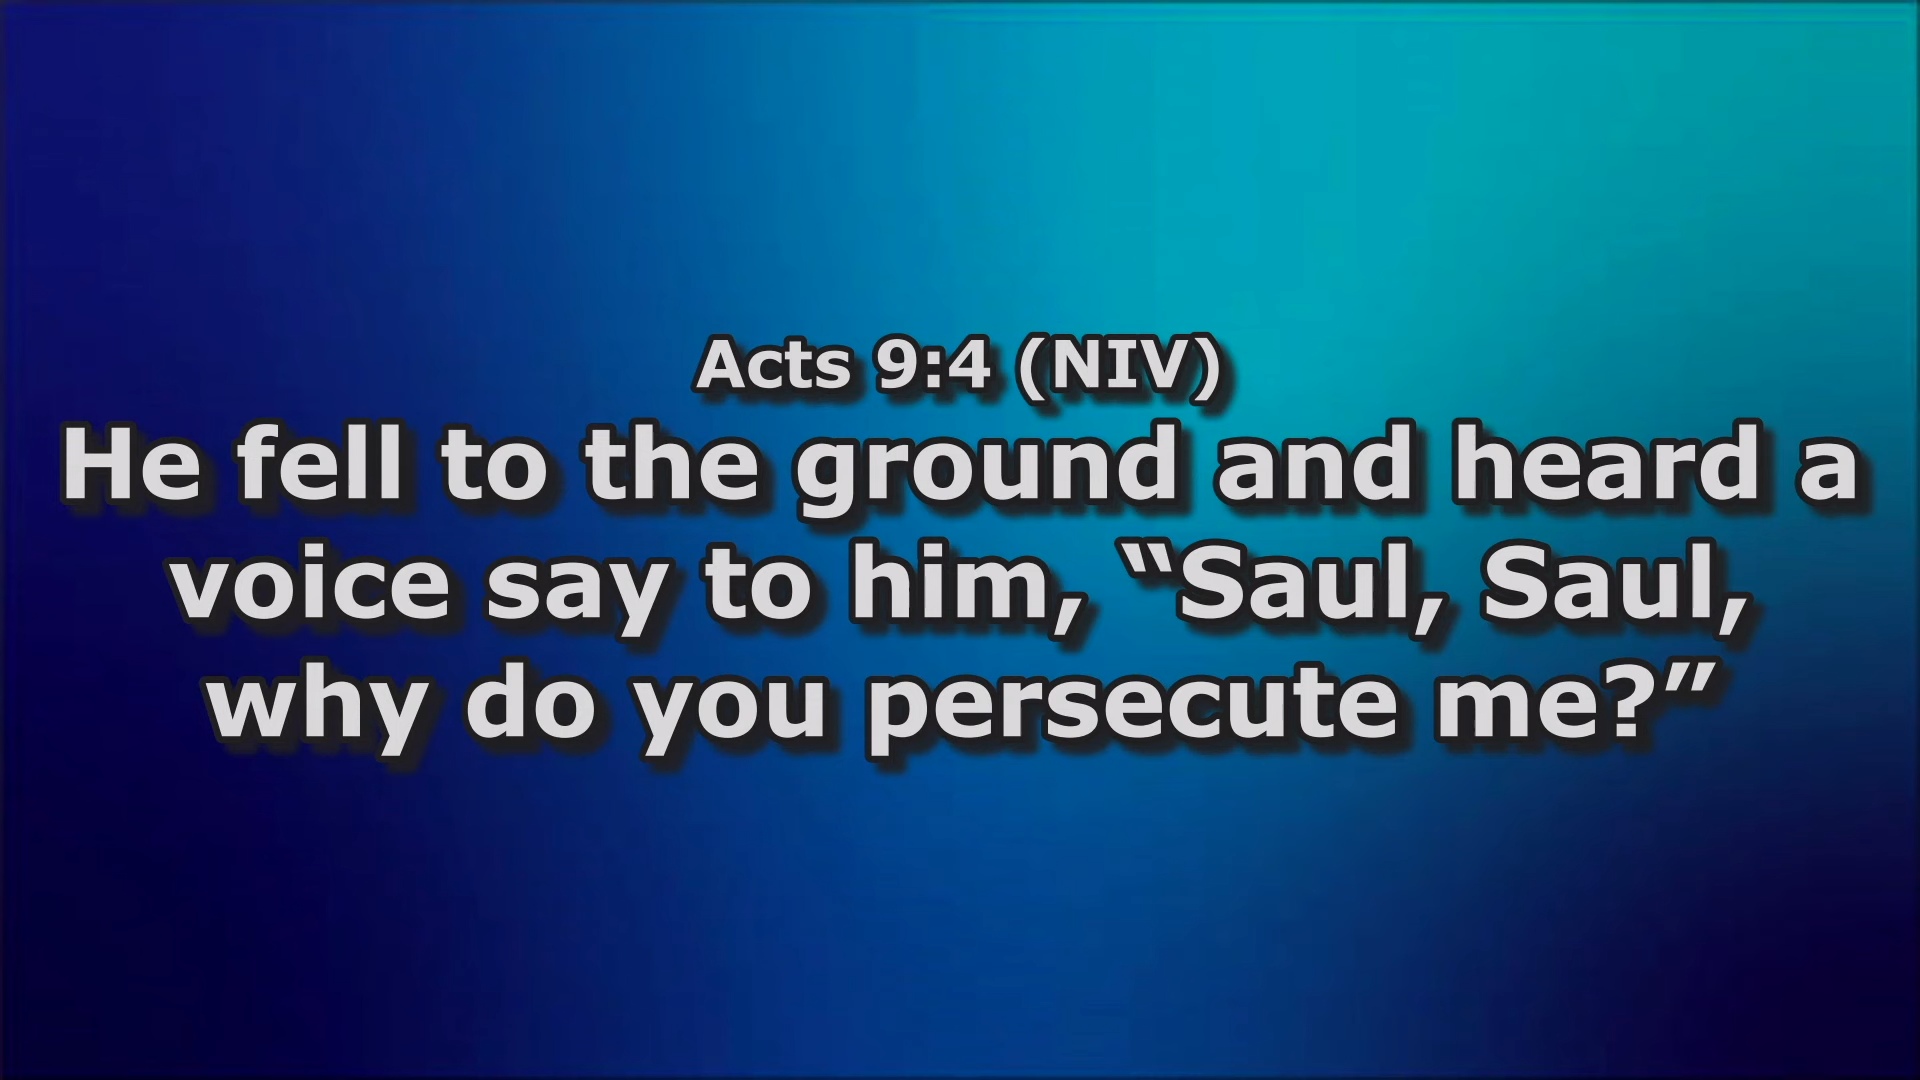 Acts 9:4 (NIV)
He fell to the ground and heard a
voice say to him, “Saul, Saul,
why do you persecute me?”